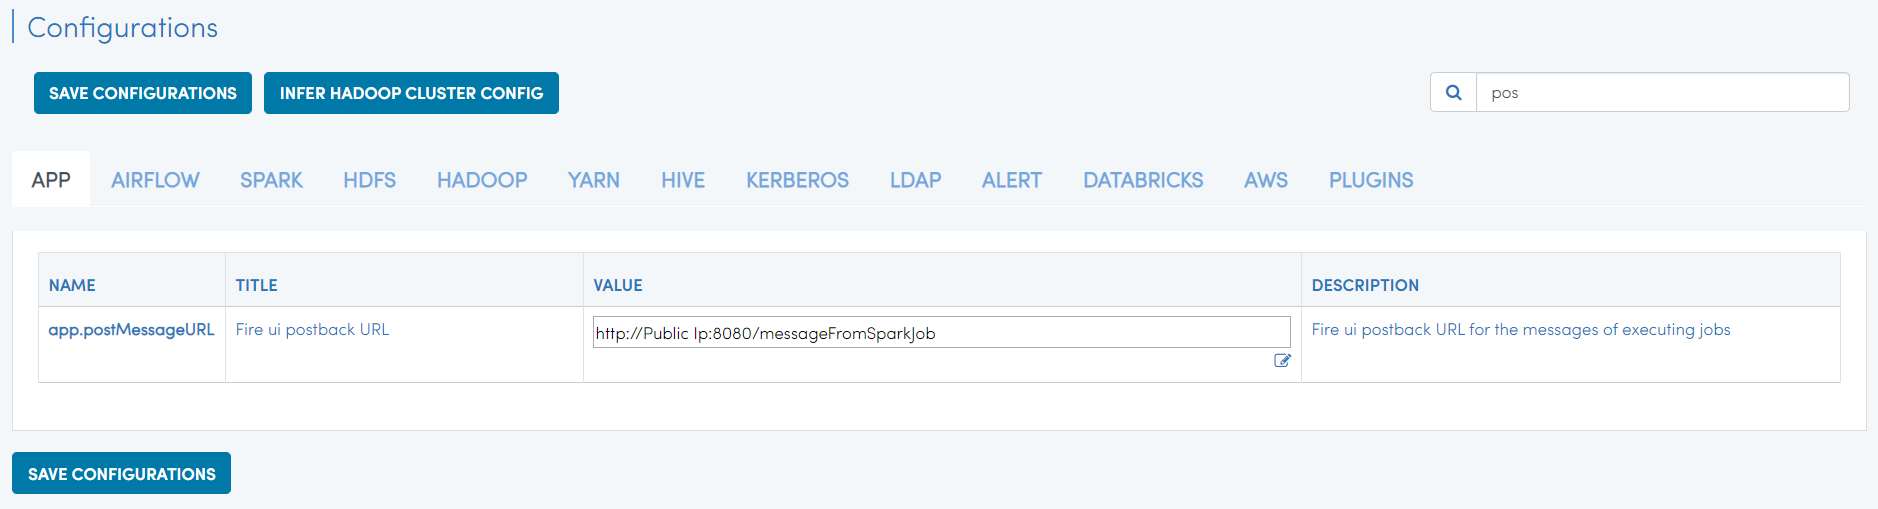 Configurations
SAVE CONFIGURATIONS INFER HADOOP CLUSTER CONFIG pos
APP AIRFLOW SPARK HDFS HADOOP YARN HIVE KERBEROS LDAP ALERT DATABRICKS AWS PLUGINS
NAME TITLE VALUE DESCRIPTION
app.postMessageURL Fire ui postback URL http://Public Ip:8080/messageFromSparkJob Fire ui postback URL for the messages of executing jobs
SAVE CONFIGURATIONS